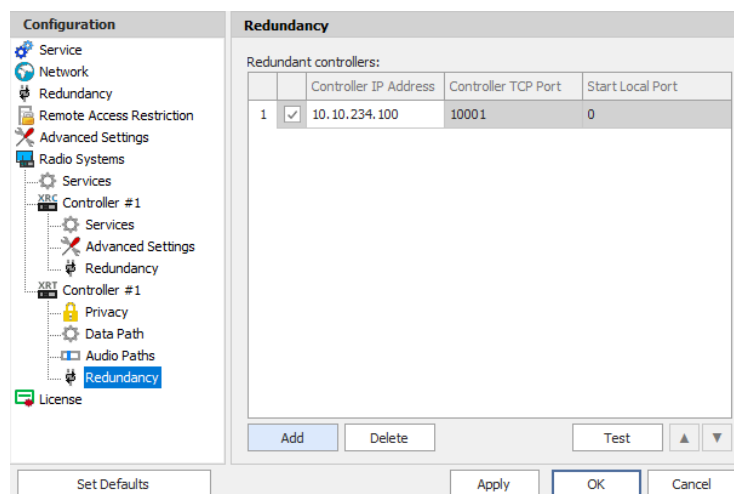 Configuration
Service
Network
Redundancy
Remote Access Restriction
Advanced Settings
Radio Systems
Services
XRC Controller #1
Services
Advanced Settings
Redundancy
XRT Controller #1
Privacy
Data Path
Audio Paths
Redundancy
License
Redundancy
Redundant controllers:
Controller IP Address Controller TCP Port Start Local Port
1 10.10.234.100 10001 0
Add Delete Test
Set Defaults Apply OK Cancel